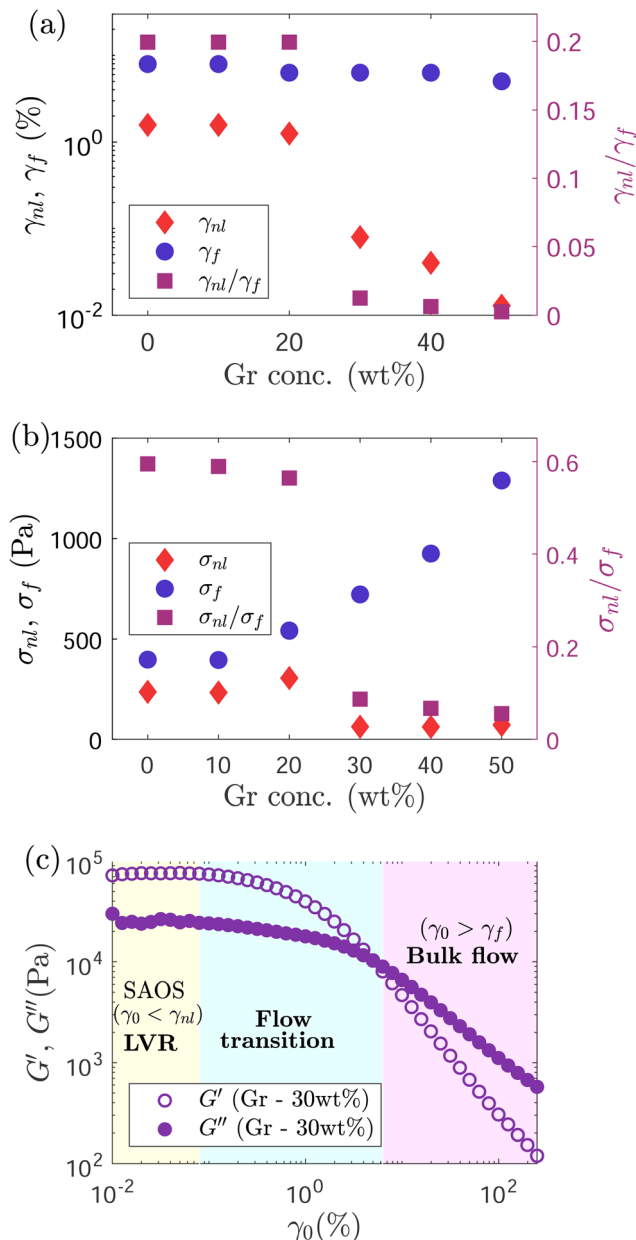 (a)
γnl, γf (%)
10^0
10^-2
0.2
0.15
0.1
0.05
0
γnl/γf
γnl
γf
γnl/γf
0 20 40
Gr conc. (wt%)
(b)
σnl, σf (Pa)
1500
1000
500
0
0.6
0.4
0.2
0
σnl/σf
σnl
σf
σnl/σf
0 10 20 30 40 50
Gr conc. (wt%)
(c)
G′, G″(Pa)
10^5
10^4
10^3
10^2
(γ0 > γf)
Bulk flow
SAOS
(γ0 < γnl)
LVR
Flow
transition
G′ (Gr - 30wt%)
G″ (Gr - 30wt%)
10^-2 10^0 10^2
γ0(%)